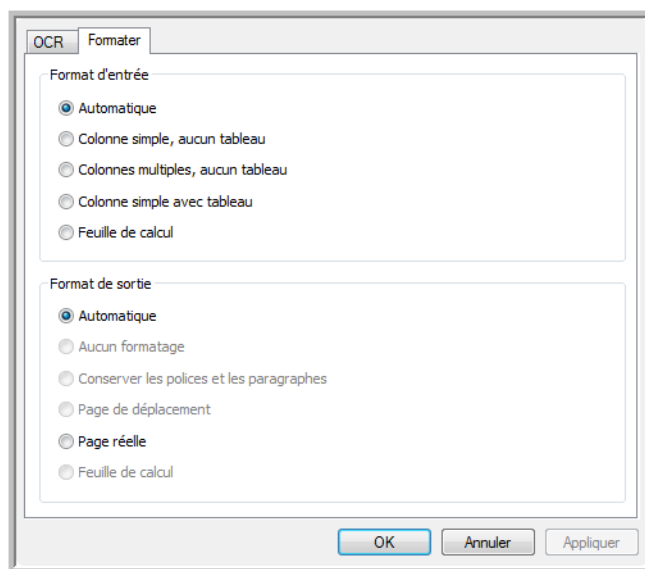 OCR
Formater
Format d'entrée
Automatique
Colonne simple, aucun tableau
Colonnes multiples, aucun tableau
Colonne simple avec tableau
Feuille de calcul
Format de sortie
Automatique
Aucun formatage
Conserver les polices et les paragraphes
Page de déplacement
Page réelle
Feuille de calcul
OK
Annuler
Appliquer